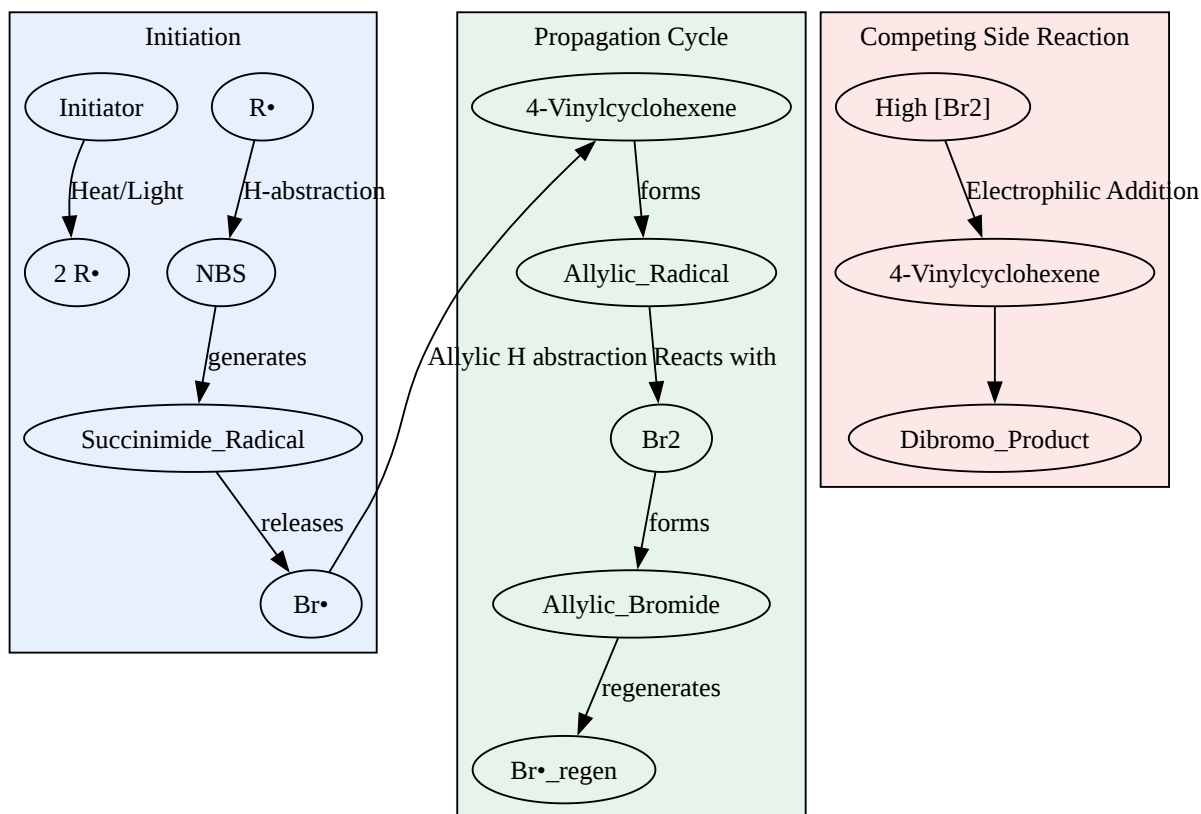 Initiation
Initiator
R•
Heat/Light
H-abstraction
2 R•
NBS
generates
Succinimide_Radical
releases
Br•
Propagation Cycle
4-Vinylcyclohexene
forms
Allylic_Radical
Allylic H abstraction
Reacts with
Br2
forms
Allylic_Bromide
regenerates
Br•_regen
Competing Side Reaction
High [Br2]
Electrophilic Addition
4-Vinylcyclohexene
Dibromo_Product